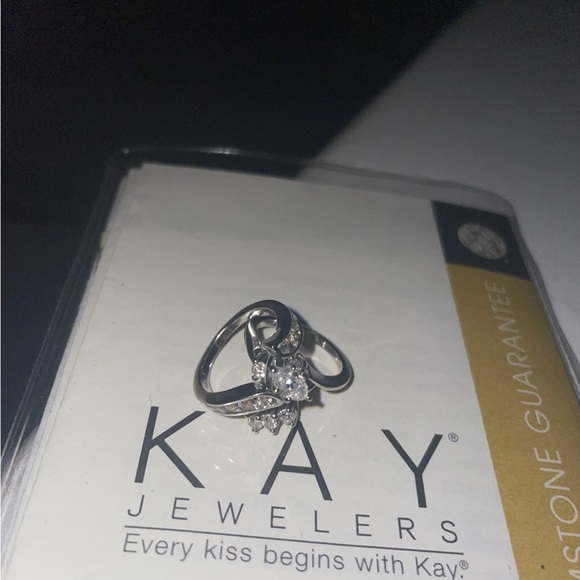 KAY®
JEWELERS
Every kiss begins with Kay.®
STONE GUARANTEE